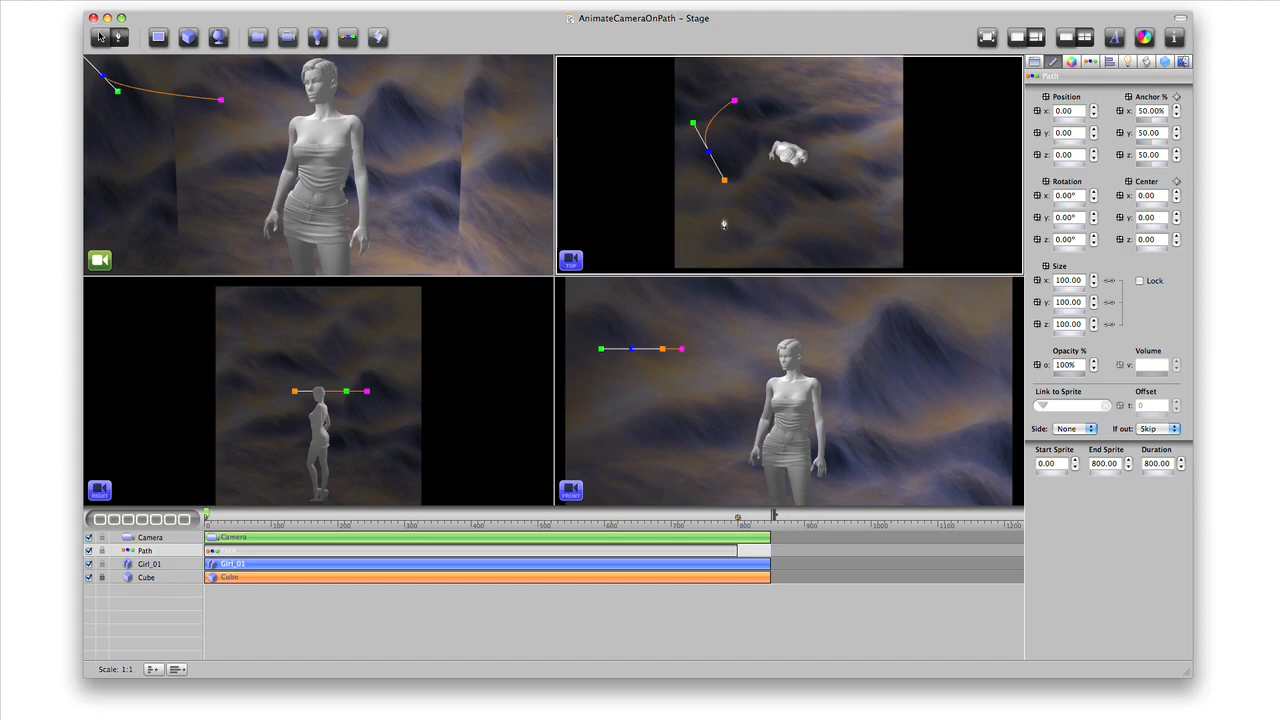 AnimateCameraOnPath – Stage
Path
Position
Anchor %
x: 0.00
x: 50.00%
y: 0.00
y: 50.00
z: 0.00
z: 50.00
Rotation
Center
x: 0.00°
x: 0.00
y: 0.00°
y: 0.00
z: 0.00°
z: 0.00
Size
x: 100.00
Lock
y: 100.00
z: 100.00
Opacity %
Volume
o: 100%
v:
Link to Sprite
Offset
t: 0
Side: None
If out: Skip
Start Sprite
End Sprite
Duration
0.00
800.00
800.00
TOP
RIGHT
FRONT
0 100 200 300 400 500 600 700 800 900 1000 1100 1200
Camera
Camera
Path
Girl_01
Girl_01
Cube
Cube
Scale: 1:1